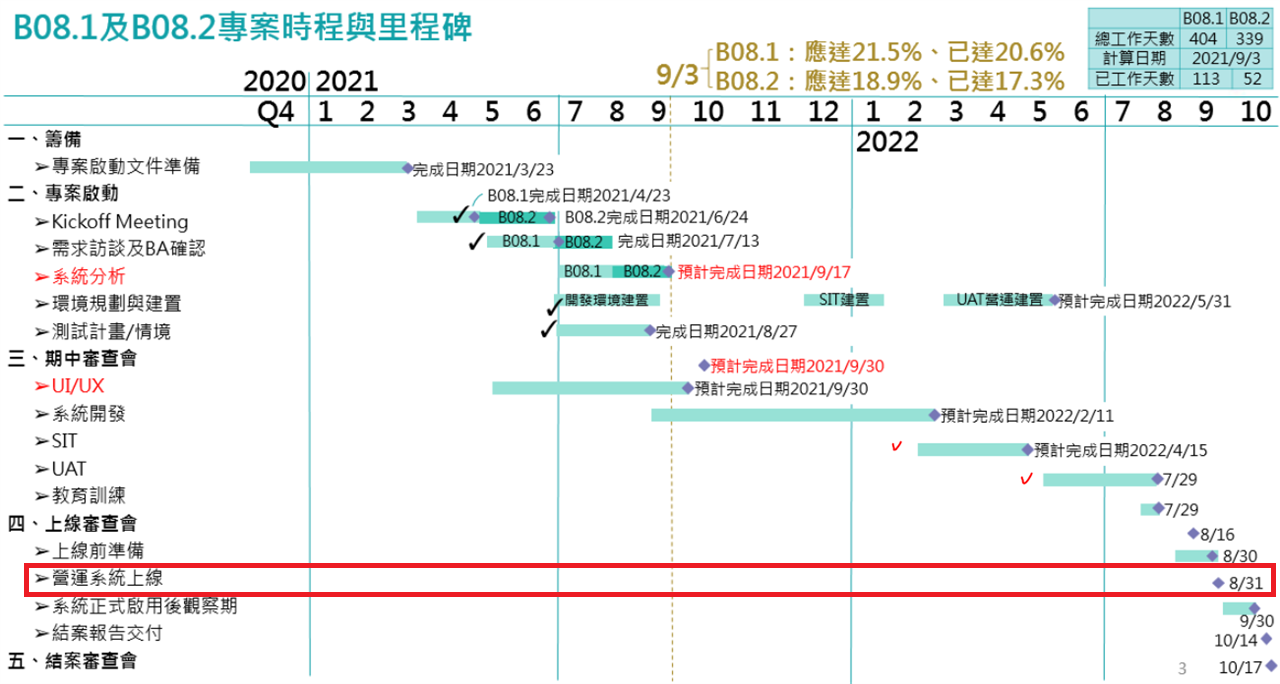 B08.1及B08.2專案時程與里程碑
B08.1 B08.2
總工作天數 404 339
計算日期 2021/9/3
已工作天數 113 52
9/3
B08.1：應達21.5%、已達20.6%
B08.2：應達18.9%、已達17.3%
2020 2021
Q4 1 2 3 4 5 6 7 8 9 10 11 12 1 2 3 4 5 6 7 8 9 10
2022
一、籌備
➢專案啟動文件準備 完成日期2021/3/23
二、專案啟動
B08.1完成日期2021/4/23
➢Kickoff Meeting ✓ B08.2 B08.2完成日期2021/6/24
➢需求訪談及BA確認 ✓ B08.1 B08.2 完成日期2021/7/13
➢系統分析 B08.1 B08.2 預計完成日期2021/9/17
➢環境規劃與建置 ✓ 開發環境建置 SIT建置 UAT營運建置 預計完成日期2022/5/31
➢測試計畫/情境 ✓ 完成日期2021/8/27
三、期中審查會 預計完成日期2021/9/30
➢UI/UX 預計完成日期2021/9/30
➢系統開發 預計完成日期2022/2/11
➢SIT ✓ 預計完成日期2022/4/15
➢UAT ✓ 7/29
➢教育訓練 7/29
四、上線審查會 8/16
➢上線前準備 8/30
➢營運系統上線 8/31
➢系統正式啟用後觀察期 9/30
➢結案報告交付 10/14
五、結案審查會 10/17
3